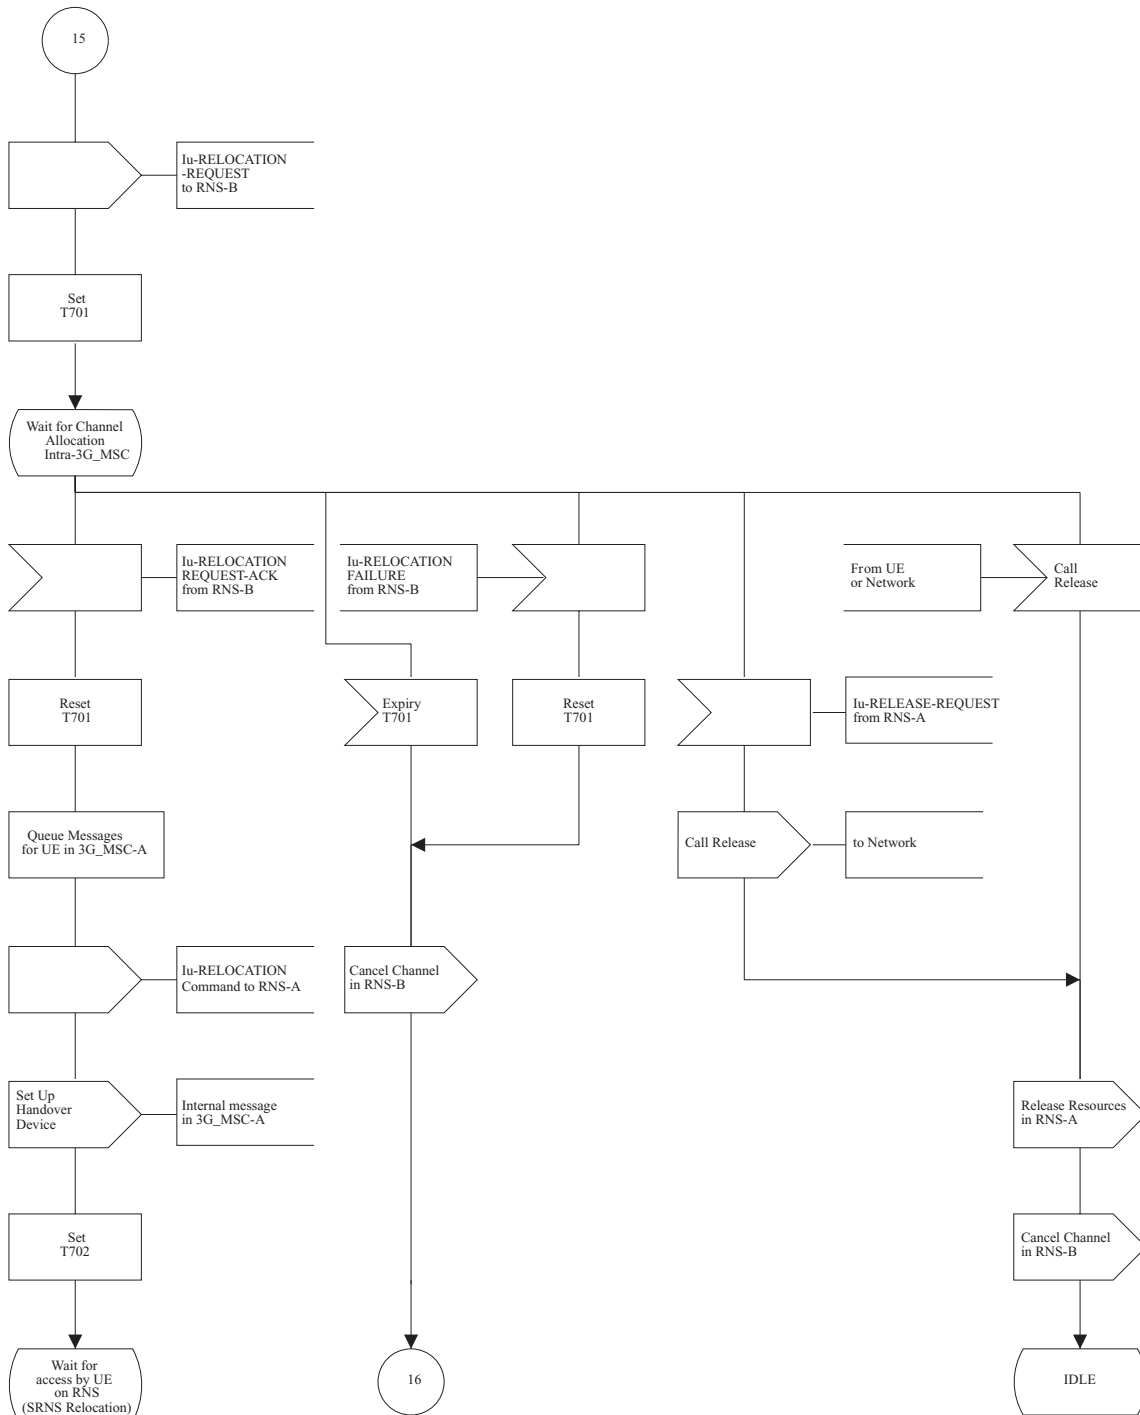 15
Iu-RELOCATION
-REQUEST
to RNS-B
Set
T701
Wait for Channel
Allocation
Intra-3G_MSC
Iu-RELOCATION
REQUEST-ACK
from RNS-B
Iu-RELOCATION
FAILURE
from RNS-B
From UE
or Network
Call
Release
Reset
T701
Expiry
T701
Reset
T701
Iu-RELEASE-REQUEST
from RNS-A
Queue Messages
for UE in 3G_MSC-A
Call Release
to Network
Iu-RELOCATION
Command to RNS-A
Cancel Channel
in RNS-B
Set Up
Handover
Device
Internal message
in 3G_MSC-A
Release Resources
in RNS-A
Set
T702
Cancel Channel
in RNS-B
Wait for
access by UE
on RNS
(SRNS Relocation)
16
IDLE